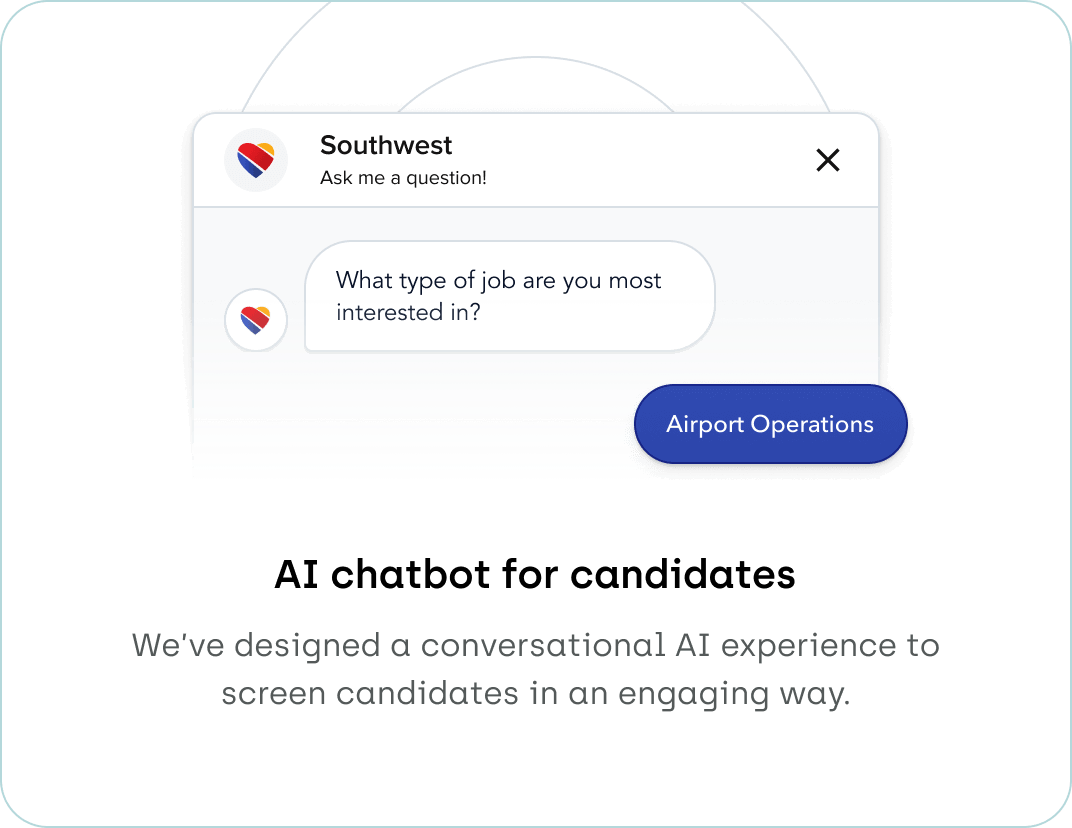 Southwest
Ask me a question!
What type of job are you most
interested in?
Airport Operations
AI chatbot for candidates
We’ve designed a conversational AI experience to
screen candidates in an engaging way.